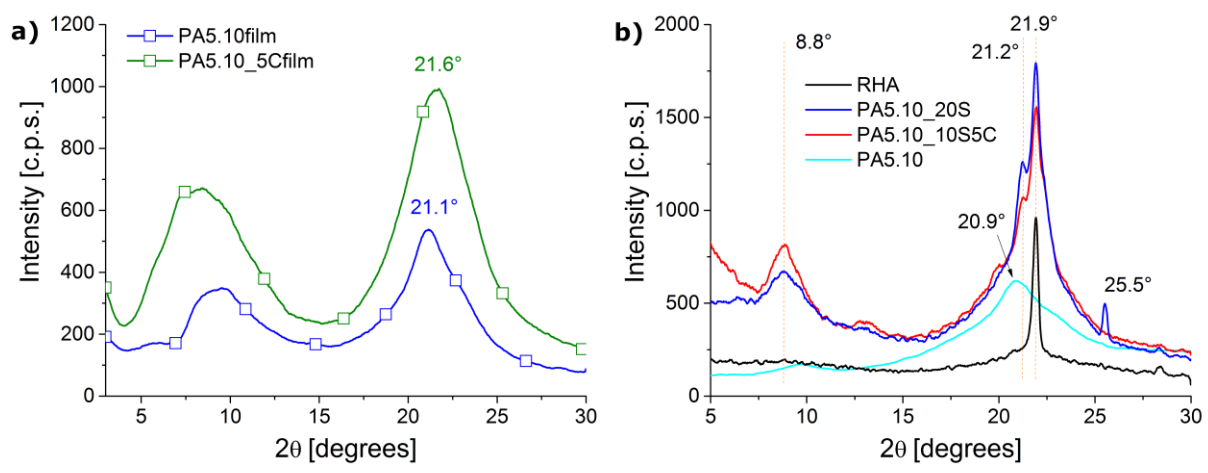 a)
1200
1000
800
600
400
200
0
Intensity [c.p.s.]
PA5.10film
PA5.10_5Cfilm
21.6°
21.1°
5
10
15
20
25
30
2θ [degrees]
b)
2000
1500
1000
500
0
Intensity [c.p.s.]
8.8°
21.9°
21.2°
RHA
PA5.10_20S
PA5.10_10S5C
PA5.10
20.9°
25.5°
5
10
15
20
25
30
2θ [degrees]